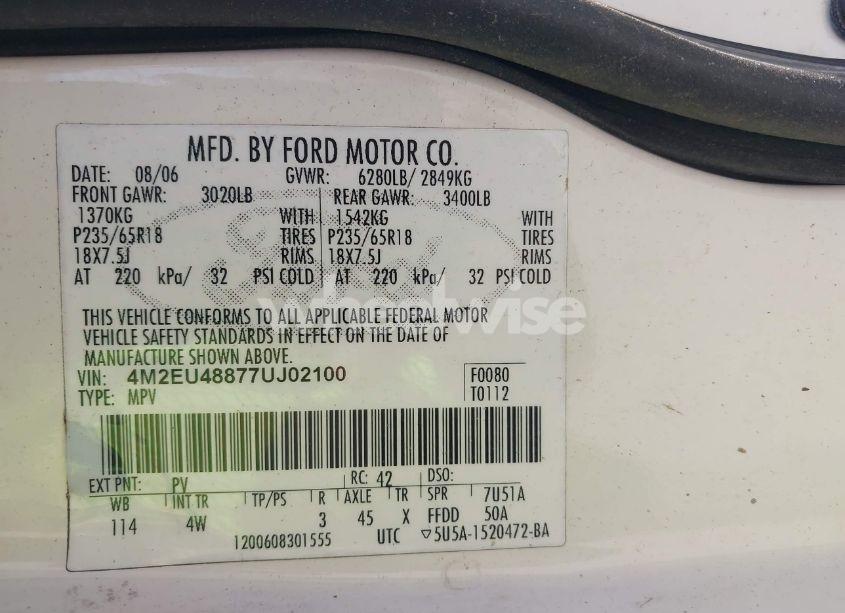 MFD. BY FORD MOTOR CO.
DATE: 08/06 GVWR: 6280LB/ 2849KG
FRONT GAWR: 3020LB REAR GAWR: 3400LB
1370KG WITH 1542KG WITH
P235/65R18 TIRES P235/65R18 TIRES
18X7.5J RIMS 18X7.5J RIMS
AT 220 kPa/ 32 PSI COLD AT 220 kPa/ 32 PSI COLD
wheelwise
THIS VEHICLE CONFORMS TO ALL APPLICABLE FEDERAL MOTOR
VEHICLE SAFETY STANDARDS IN EFFECT ON THE DATE OF
MANUFACTURE SHOWN ABOVE.
VIN: 4M2EU48877UJ02100 F0080
TYPE: MPV T0112
EXT PNT: PV RC: 42 DSO:
WB INT TR TP/PS R AXLE TR SPR 7U51A
114 4W 3 45 X FFDD 50A
1200608301555 UTC ▽5U5A-1520472-BA